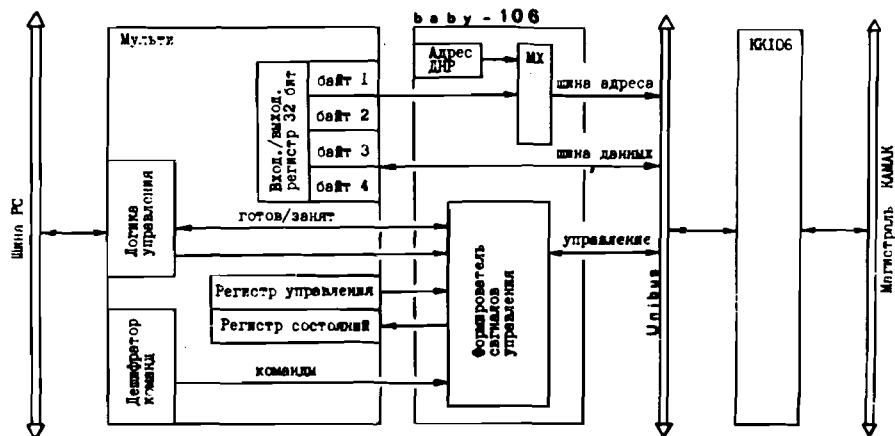 baby-106
Мульти
Адрес
ДНР
МХ
КК106
байт 1
байт 2
байт 3
байт 4
Вход./выход.
регистр 32 бит
шина адреса
шина данных
Шина PC
Логика
управления
готов/занят
управление
Регистр управления
Регистр состояний
Формирователь
сигналов
управления
Дешифратор
команд
команды
Unibus
Магистраль КАМАК